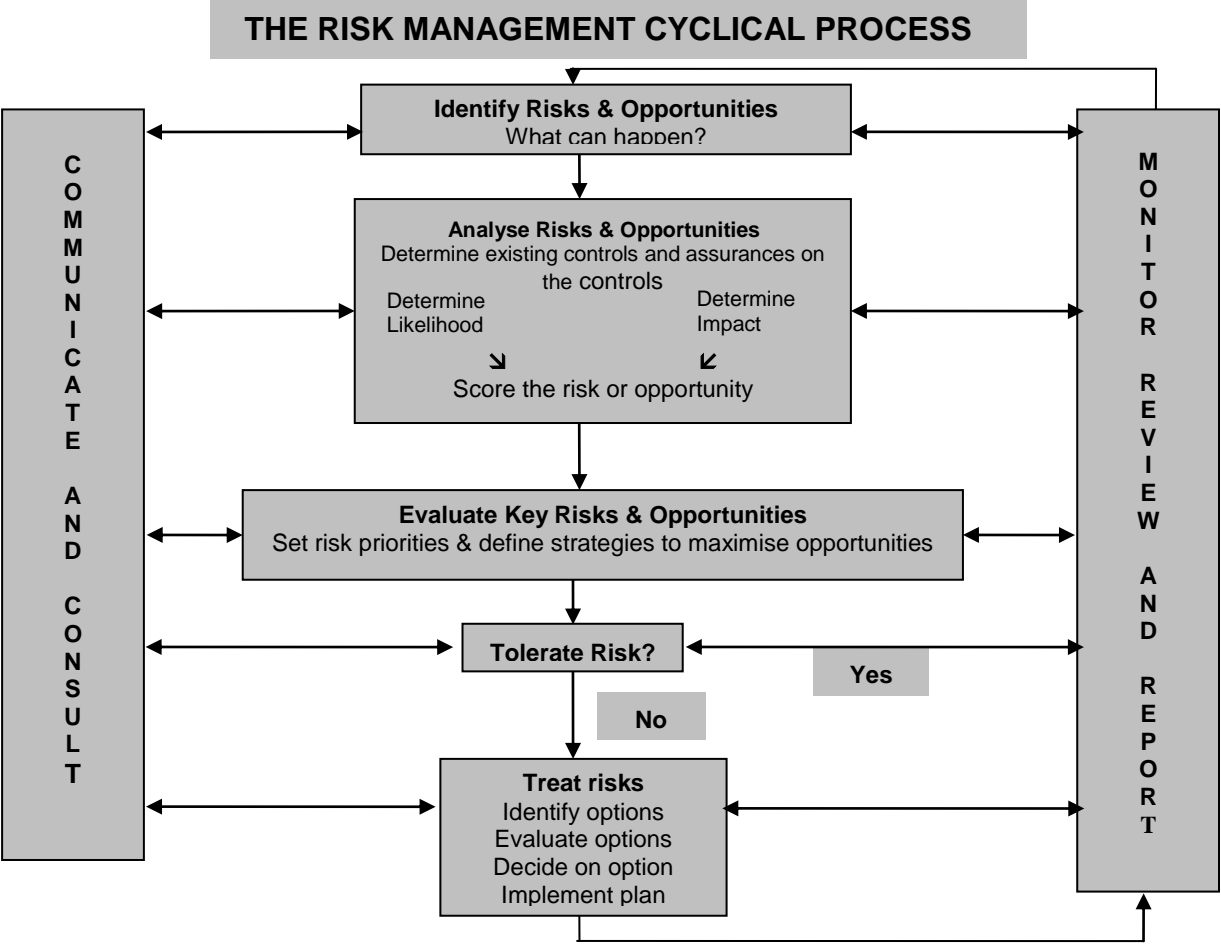 THE RISK MANAGEMENT CYCLICAL PROCESS
COMMUNICATE AND CONSULT
Identify Risks & Opportunities
What can happen?
Analyse Risks & Opportunities
Determine existing controls and assurances on
the controls
Determine
Likelihood
Determine
Impact
Score the risk or opportunity
Evaluate Key Risks & Opportunities
Set risk priorities & define strategies to maximise opportunities
Tolerate Risk?
Yes
No
Treat risks
Identify options
Evaluate options
Decide on option
Implement plan
MONITOR REVIEW AND REPORT